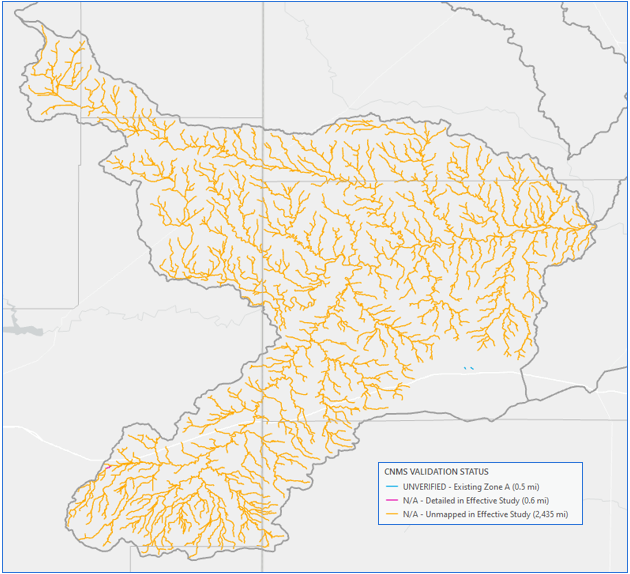 CNMS VALIDATION STATUS
UNVERIFIED - Existing Zone A (0.5 mi)
N/A - Detailed in Effective Study (0.6 mi)
N/A - Unmapped in Effective Study (2,435 mi)